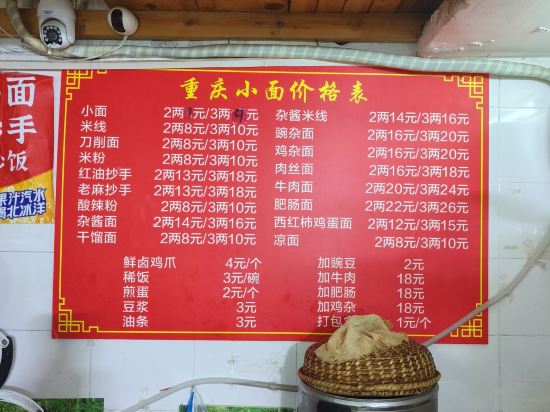 重庆小面价格表
小面 2两7元/3两9元
米线 2两8元/3两10元
刀削面 2两8元/3两10元
米粉 2两8元/3两10元
红油抄手 2两13元/3两18元
老麻抄手 2两13元/3两18元
酸辣粉 2两8元/3两10元
杂酱面 2两14元/3两16元
干馏面 2两8元/3两10元
杂酱米线 2两14元/3两16元
豌杂面 2两16元/3两20元
鸡杂面 2两16元/3两20元
肉丝面 2两16元/3两20元
牛肉面 2两20元/3两24元
肥肠面 2两22元/3两26元
西红柿鸡蛋面 2两12元/3两15元
凉面 2两8元/3两10元
鲜卤鸡爪 4元/个
稀饭 3元/碗
煎蛋 2元/个
豆浆 3元
油条 3元
加豌豆 2元
加牛肉 18元
加肥肠 18元
加鸡杂 18元
打包 1元/个
面
手
饭
果汁汽水
北冰洋